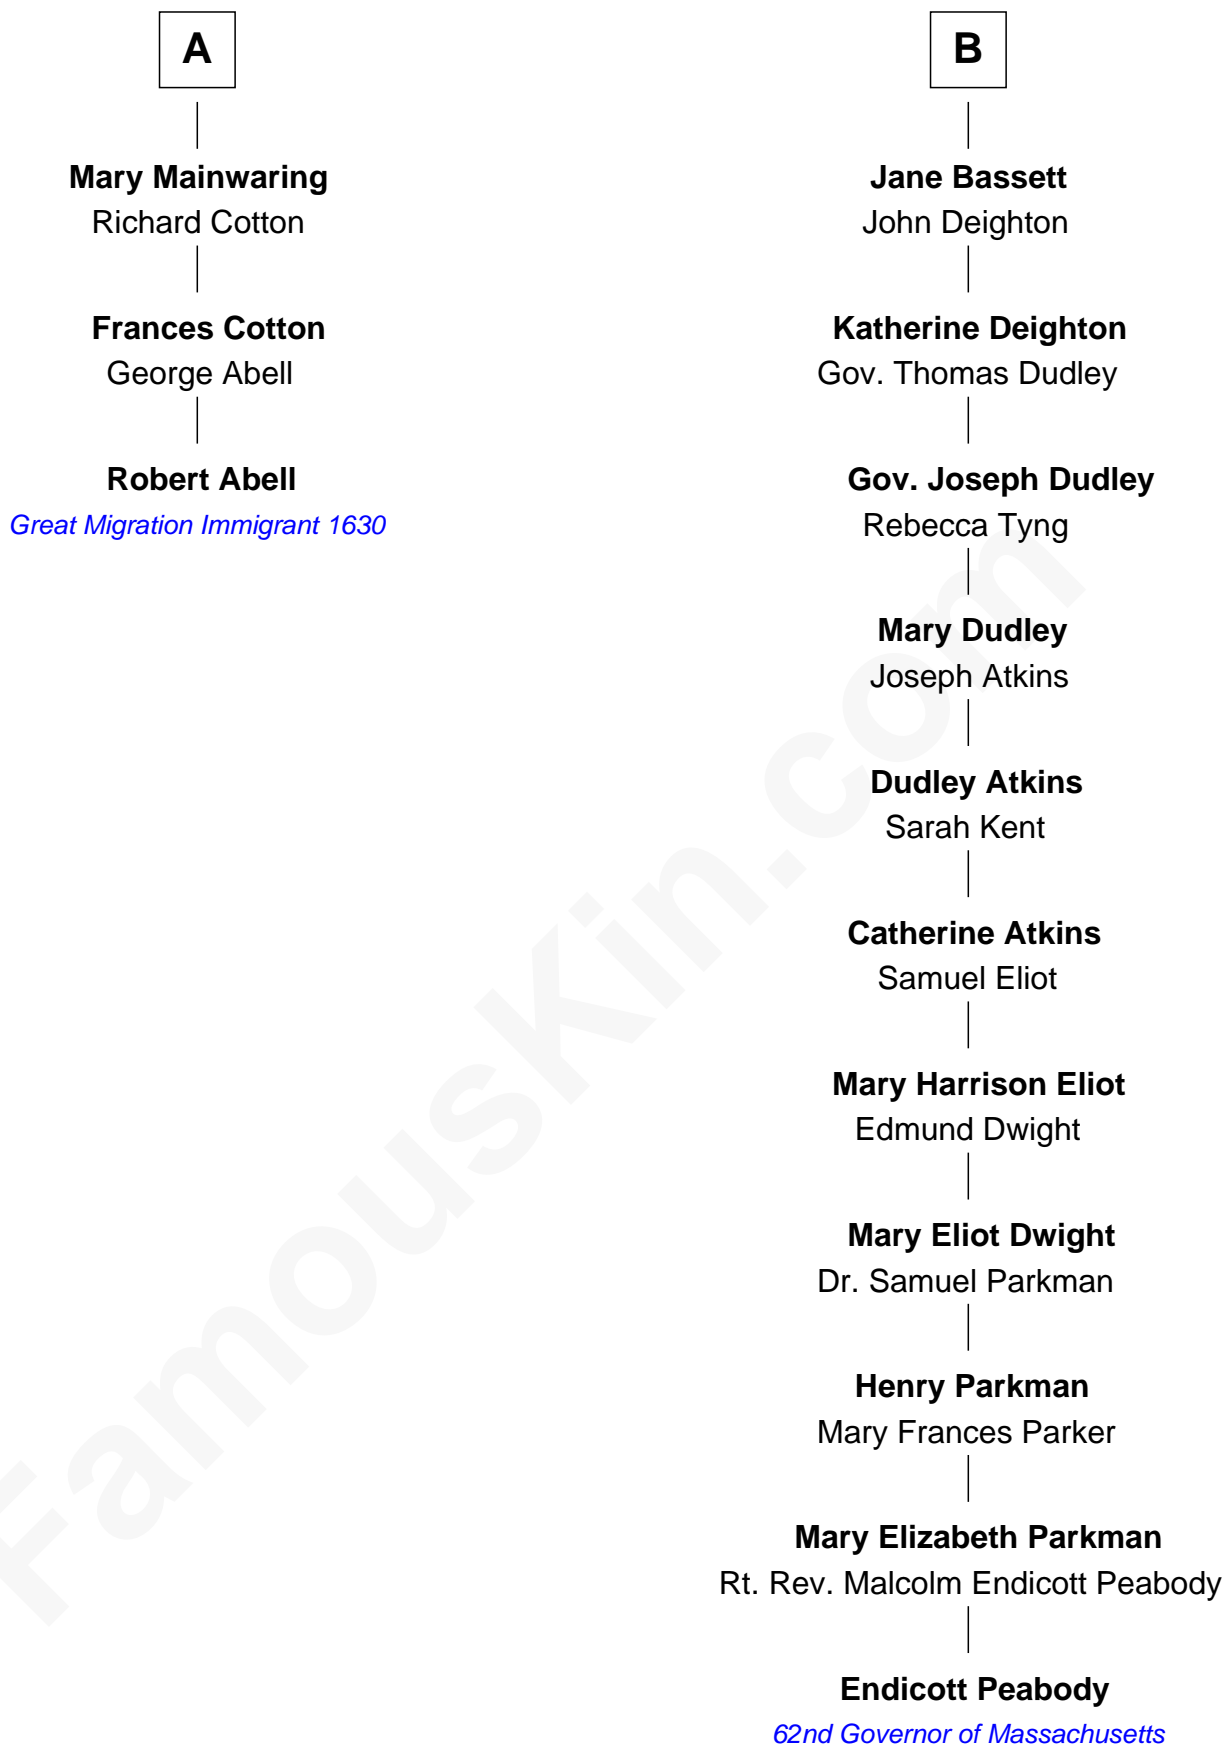 A
Mary Mainwaring
Richard Cotton
Frances Cotton
George Abell
Robert Abell
Great Migration Immigrant 1630
B
Jane Bassett
John Deighton
Katherine Deighton
Gov. Thomas Dudley
Gov. Joseph Dudley
Rebecca Tyng
Mary Dudley
Joseph Atkins
Dudley Atkins
Sarah Kent
Catherine Atkins
Samuel Eliot
Mary Harrison Eliot
Edmund Dwight
Mary Eliot Dwight
Dr. Samuel Parkman
Henry Parkman
Mary Frances Parker
Mary Elizabeth Parkman
Rt. Rev. Malcolm Endicott Peabody
Endicott Peabody
62nd Governor of Massachusetts
FamousKin.com